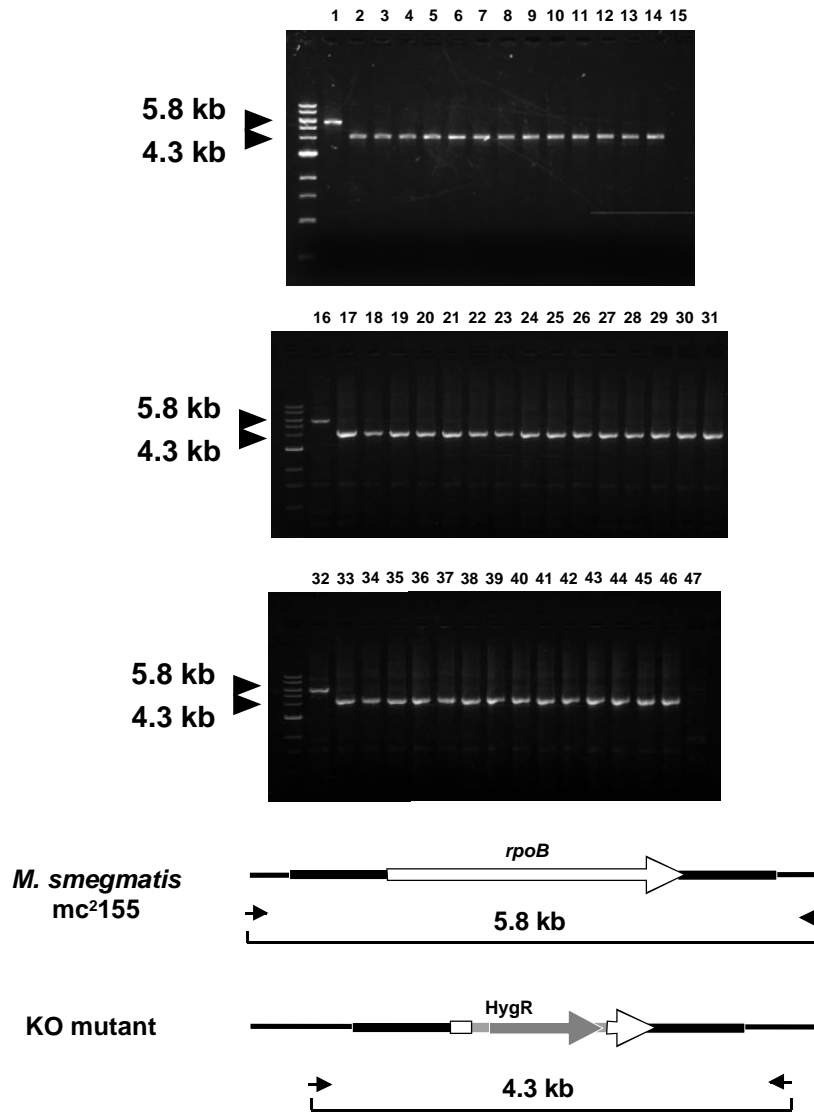 1 2 3 4 5 6 7 8 9 10 11 12 13 14 15
5.8 kb
4.3 kb
16 17 18 19 20 21 22 23 24 25 26 27 28 29 30 31
5.8 kb
4.3 kb
32 33 34 35 36 37 38 39 40 41 42 43 44 45 46 47
5.8 kb
4.3 kb
rpoB
M. smegmatis
mc²155
5.8 kb
HygR
KO mutant
4.3 kb